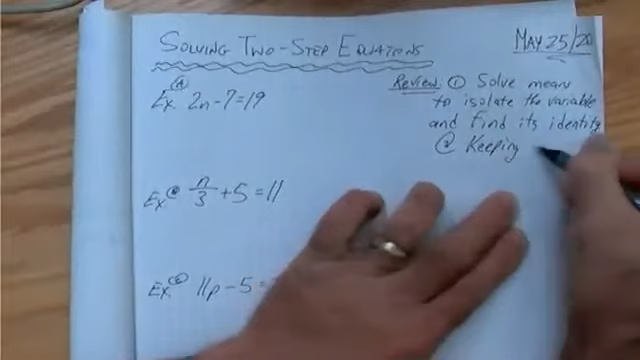 SOLVING TWO-STEP EQUATIONS
MAY 25/20
Review: ① Solve means
to isolate the variable
and find its identity
② Keeping
Ex Ⓐ 2n-7=19
Ex Ⓑ n/3 +5=11
Ex. Ⓒ 11p-5=